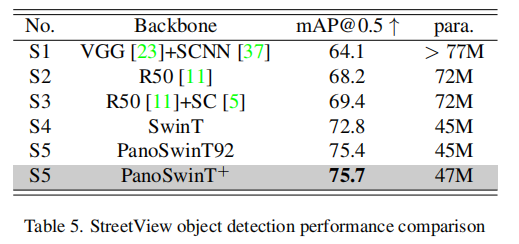 No. Backbone mAP@0.5 ↑ para.
S1 VGG [23]+SCNN [37] 64.1 > 77M
S2 R50 [11] 68.2 72M
S3 R50 [11]+SC [5] 69.4 72M
S4 SwinT 72.8 45M
S5 PanoSwinT92 75.4 45M
S5 PanoSwinT+ 75.7 47M
Table 5. StreetView object detection performance comparison